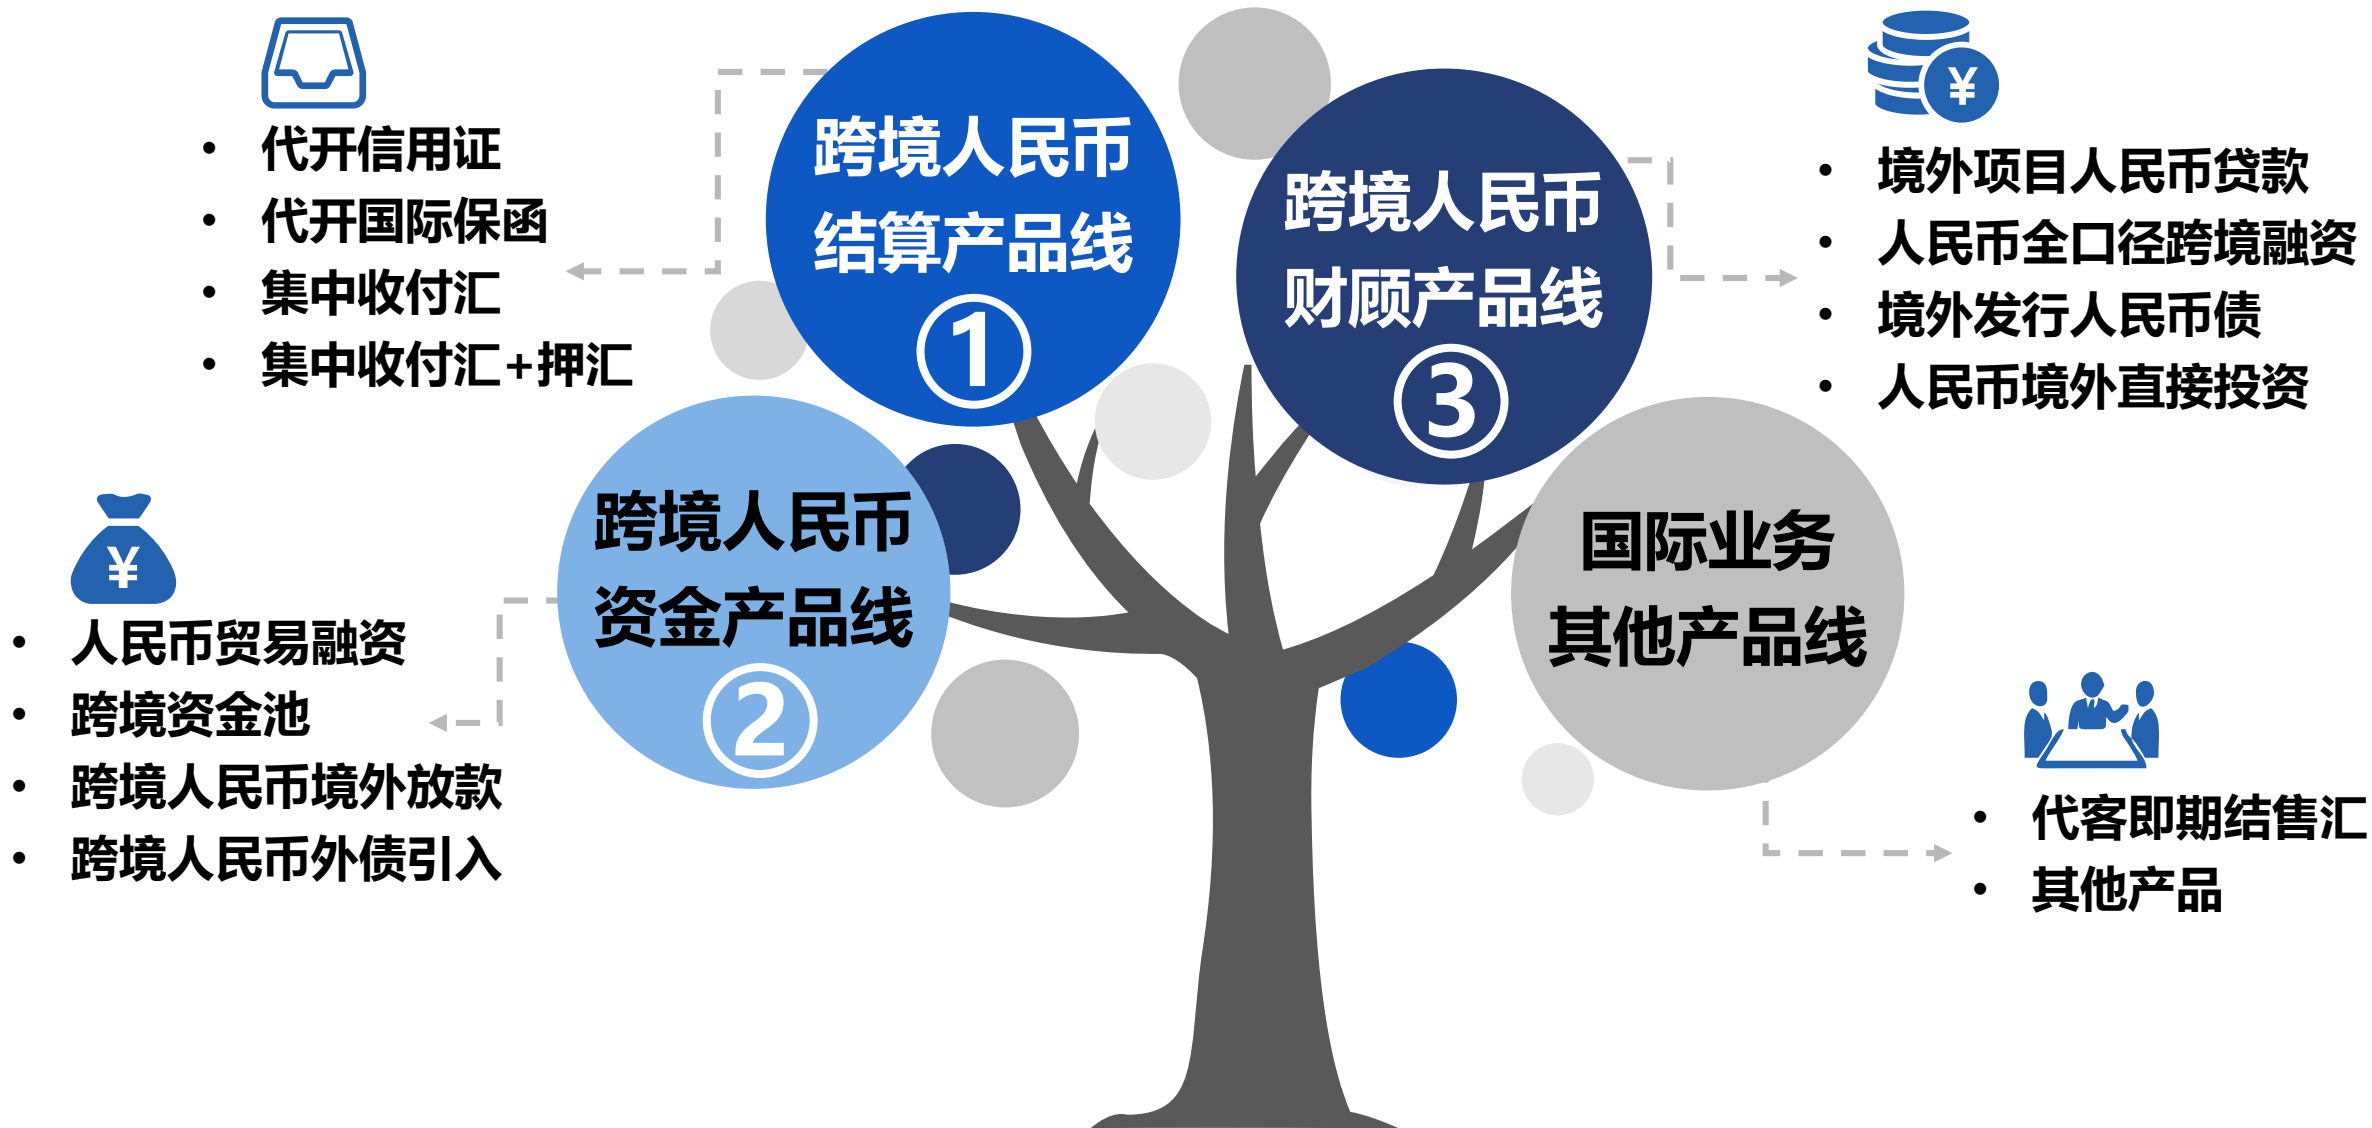 跨境人民币
结算产品线
①
• 代开信用证
• 代开国际保函
• 集中收付汇
• 集中收付汇+押汇
跨境人民币
资金产品线
②
¥
• 人民币贸易融资
• 跨境资金池
• 跨境人民币境外放款
• 跨境人民币外债引入
跨境人民币
财顾产品线
③
¥
• 境外项目人民币贷款
• 人民币全口径跨境融资
• 境外发行人民币债
• 人民币境外直接投资
国际业务
其他产品线
• 代客即期结售汇
• 其他产品